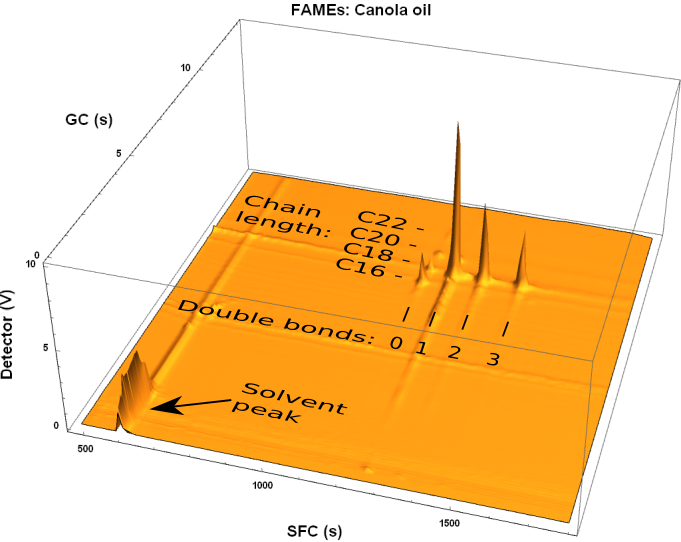 FAMEs: Canola oil
10
GC (s)
5
Chain C22 -
length: C20 -
C18 -
C16 -
0
10
Double bonds: 0 1 2 3
Detector (V)
5
Solvent
peak
0
500
1000
1500
SFC (s)